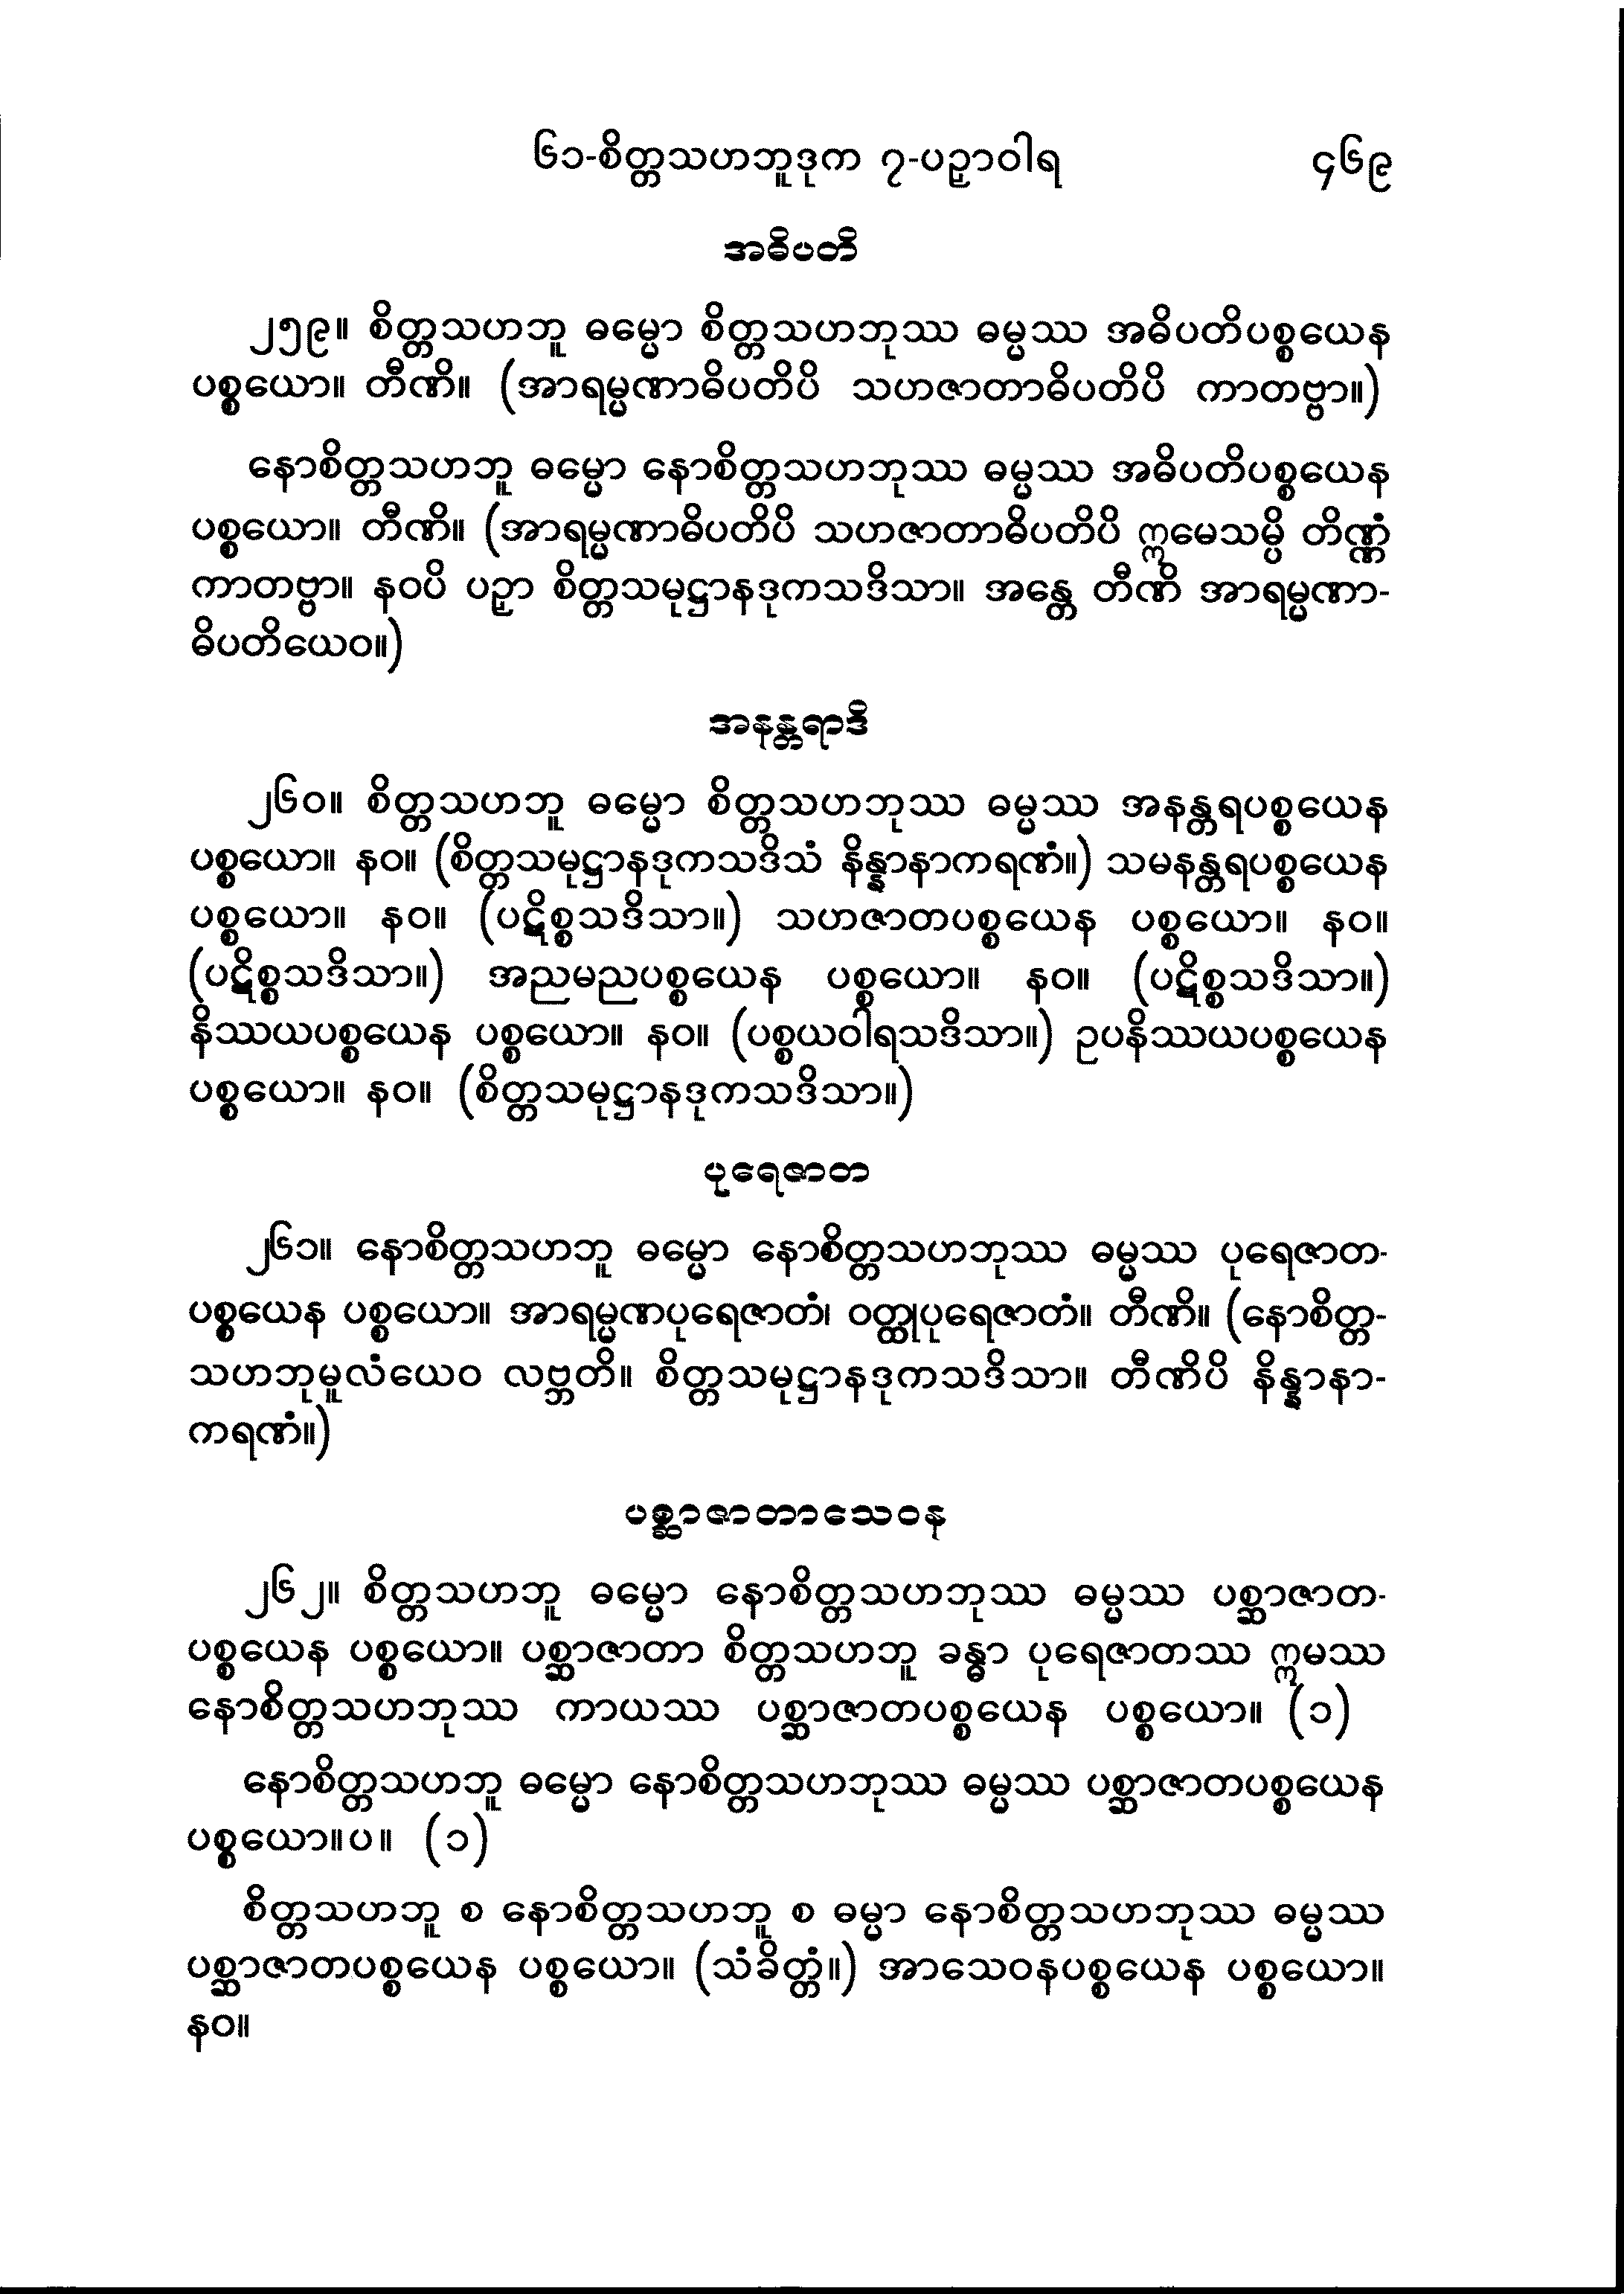 ၆၁-စိတ္တသဟဘူဒုက ၇-ပဉှာဝါရ ၄၆၉
အဓိပတိ
၂၅၉။ စိတ္တသဟဘူ ဓမ္မော စိတ္တသဟဘုဿ ဓမ္မဿ အဓိပတိပစ္စယေန
ပစ္စယော။ တီဏိ။ (အာရမ္မဏာဓိပတိပိ သဟဇာတာဓိပတိပိ ကာတဗ္ဗာ။)
နောစိတ္တသဟဘူ ဓမ္မော နောစိတ္တသဟဘုဿ ဓမ္မဿ အဓိပတိပစ္စယေန
ပစ္စယော။ တီဏိ။ (အာရမ္မဏာဓိပတိပိ သဟဇာတာဓိပတိပိ ဣမေသမ္ပိ တိဏ္ဏံ
ကာတဗ္ဗာ။ နဝပိ ပဉှာ စိတ္တသမုဋ္ဌာနဒုကသဒိသာ။ အန္တေ တီဏိ အာရမ္မဏာ-
ဓိပတိယေဝ။)
အနန္တရာဒိ
၂၆၀။ စိတ္တသဟဘူ ဓမ္မော စိတ္တသဟဘုဿ ဓမ္မဿ အနန္တရပစ္စယေန
ပစ္စယော။ နဝ။ (စိတ္တသမုဋ္ဌာနဒုကသဒိသံ နိန္နာနာကရဏံ။) သမနန္တရပစ္စယေန
ပစ္စယော။ နဝ။ (ပဋိစ္စသဒိသာ။) သဟဇာတပစ္စယေန ပစ္စယော။ နဝ။
(ပဋိစ္စသဒိသာ။) အညမညပစ္စယေန ပစ္စယော။ နဝ။ (ပဋိစ္စသဒိသာ။)
နိဿယပစ္စယေန ပစ္စယော။ နဝ။ (ပစ္စယဝါရသဒိသာ။) ဥပနိဿယပစ္စယေန
ပစ္စယော။ နဝ။ (စိတ္တသမုဋ္ဌာနဒုကသဒိသာ။)
ပုရေဇာတ
၂၆၁။ နောစိတ္တသဟဘူ ဓမ္မော နောစိတ္တသဟဘုဿ ဓမ္မဿ ပုရေဇာတ-
ပစ္စယေန ပစ္စယော။ အာရမ္မဏပုရေဇာတံ၊ ဝတ္ထုပုရေဇာတံ။ တီဏိ။ (နောစိတ္တ-
သဟဘုမူလံယေဝ လဗ္ဘတိ။ စိတ္တသမုဋ္ဌာနဒုကသဒိသာ။ တီဏိပိ နိန္နာနာ-
ကရဏံ။)
ပစ္ဆာဇာတာသေဝန
၂၆၂။ စိတ္တသဟဘူ ဓမ္မော နောစိတ္တသဟဘုဿ ဓမ္မဿ ပစ္ဆာဇာတ-
ပစ္စယေန ပစ္စယော။ ပစ္ဆာဇာတာ စိတ္တသဟဘူ ခန္ဓာ ပုရေဇာတဿ ဣမဿ
နောစိတ္တသဟဘုဿ ကာယဿ ပစ္ဆာဇာတပစ္စယေန ပစ္စယော။ (၁)
နောစိတ္တသဟဘူ ဓမ္မော နောစိတ္တသဟဘုဿ ဓမ္မဿ ပစ္ဆာဇာတပစ္စယေန
ပစ္စယော။ပ။ (၁)
စိတ္တသဟဘူ စ နောစိတ္တသဟဘူ စ ဓမ္မာ နောစိတ္တသဟဘုဿ ဓမ္မဿ
ပစ္ဆာဇာတပစ္စယေန ပစ္စယော။ (သံခိတ္တံ။) အာသေဝနပစ္စယေန ပစ္စယော။
နဝ။